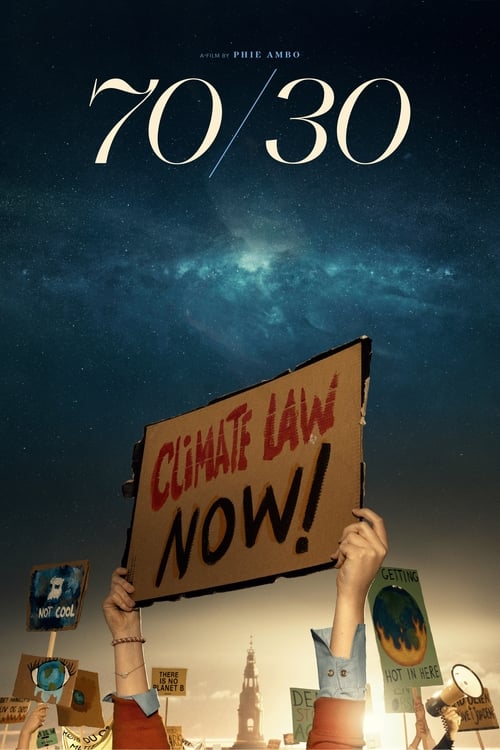 A FILM BY PHIE AMBO
70/30
CLIMATE LAW
NOW!
NOT COOL
GETTING
HOT IN HERE
THERE
IS NO
PLANET B